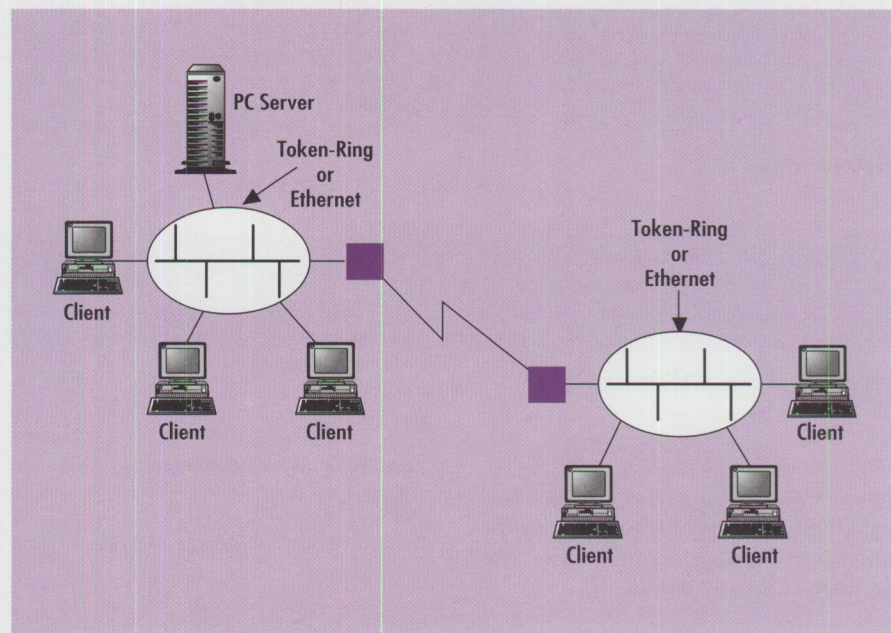 PC Server
Token-Ring
or
Ethernet
Client
Client
Client
Token-Ring
or
Ethernet
Client
Client
Client